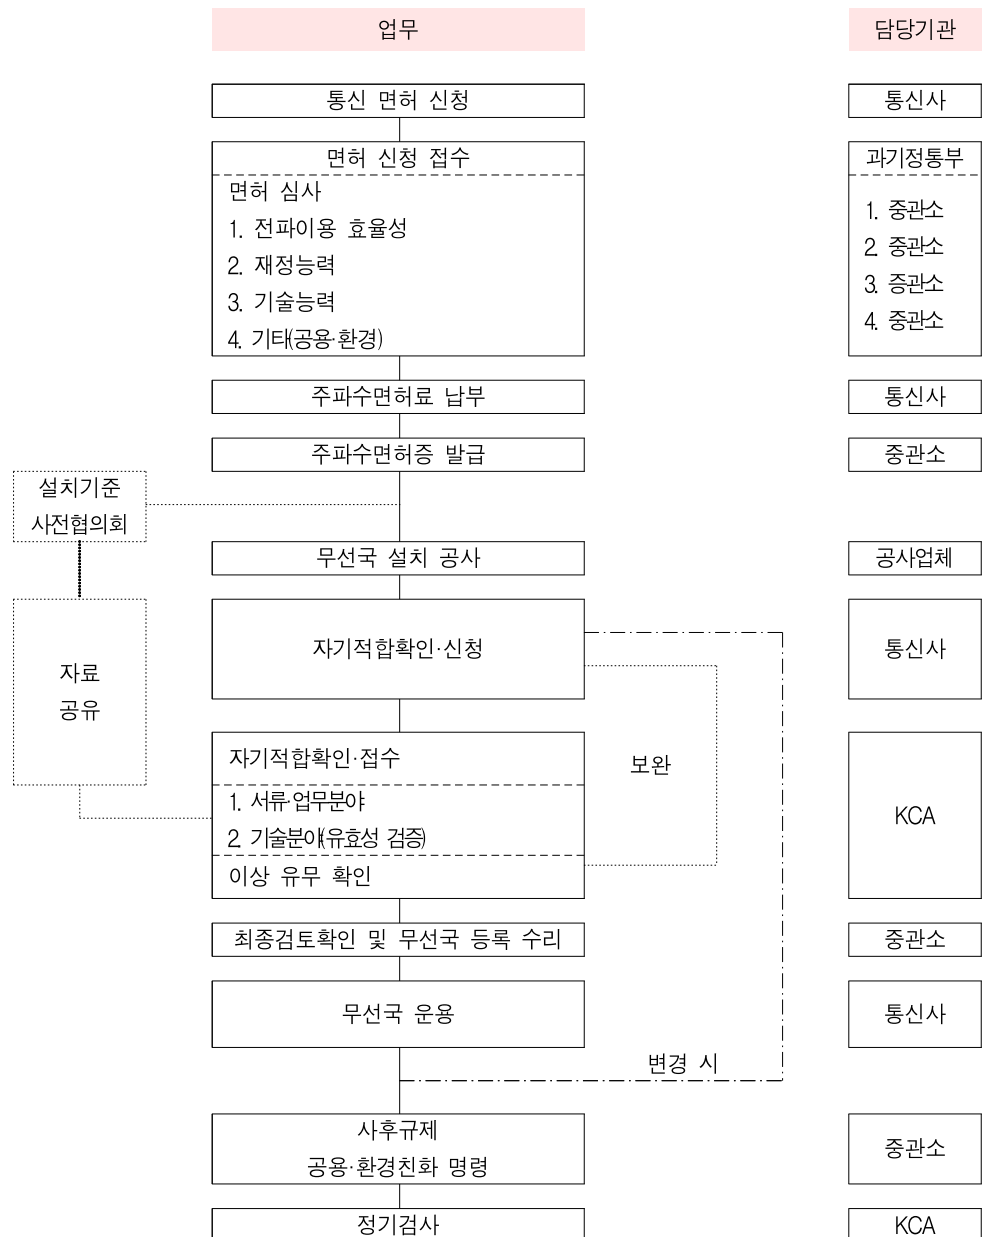 업무
담당기관
통신 면허 신청
통신사
면허 신청 접수
과기정통부
면허 심사
1. 전파이용 효율성
2. 재정능력
3. 기술능력
4. 기타(공용·환경)
1. 중관소
2. 중관소
3. 증관소
4. 중관소
주파수면허료 납부
통신사
주파수면허증 발급
중관소
설치기준
사전협의회
무선국 설치 공사
공사업체
자료
공유
자기적합확인·신청
통신사
보완
자기적합확인·접수
1. 서류·업무분야
2. 기술분야(유효성 검증)
이상 유무 확인
KCA
최종검토확인 및 무선국 등록 수리
중관소
무선국 운용
통신사
변경 시
사후규제
공용·환경친화 명령
중관소
정기검사
KCA